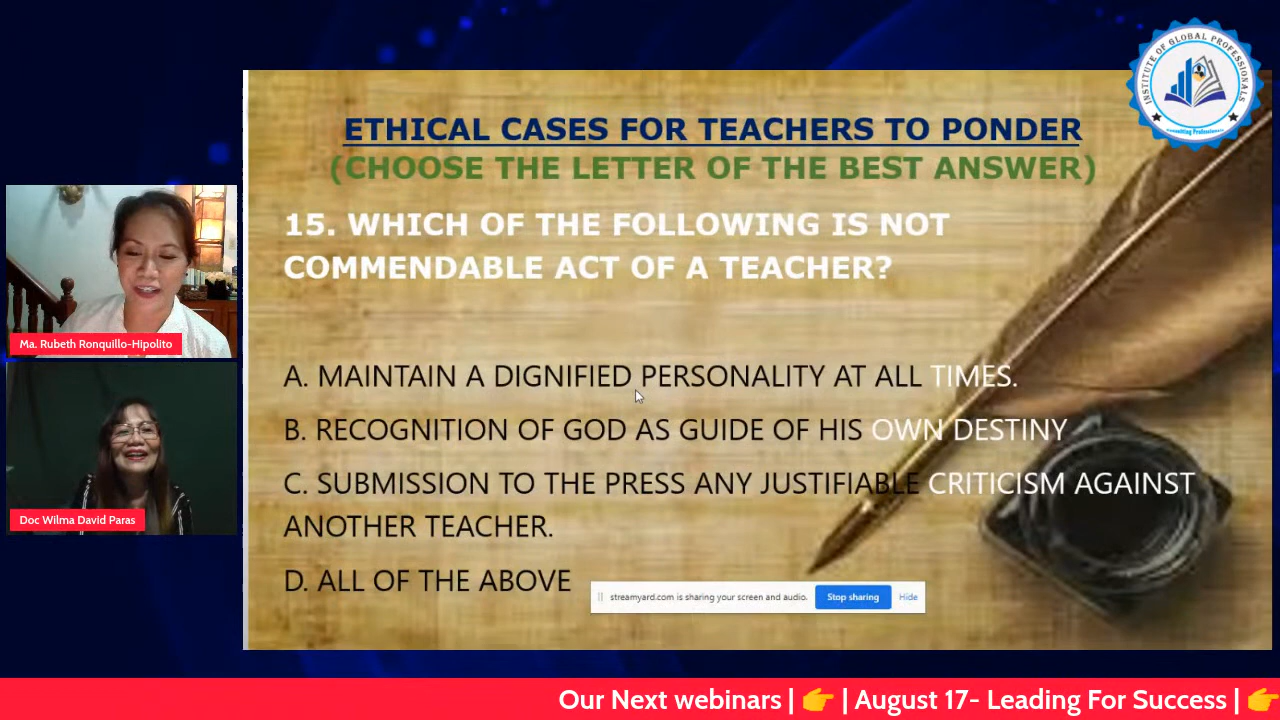 INSTITUTE OF GLOBAL PROFESSIONALS
ETHICAL CASES FOR TEACHERS TO PONDER
(CHOOSE THE LETTER OF THE BEST ANSWER)
15. WHICH OF THE FOLLOWING IS NOT
COMMENDABLE ACT OF A TEACHER?
A. MAINTAIN A DIGNIFIED PERSONALITY AT ALL TIMES.
B. RECOGNITION OF GOD AS GUIDE OF HIS OWN DESTINY
C. SUBMISSION TO THE PRESS ANY JUSTIFIABLE CRITICISM AGAINST
ANOTHER TEACHER.
D. ALL OF THE ABOVE
streamyard.com is sharing your screen and audio. Stop sharing Hide
Ma. Rubeth Ronquillo-Hipolito
Doc Wilma David Paras
Our Next webinars | 👉 | August 17- Leading For Success | 👉